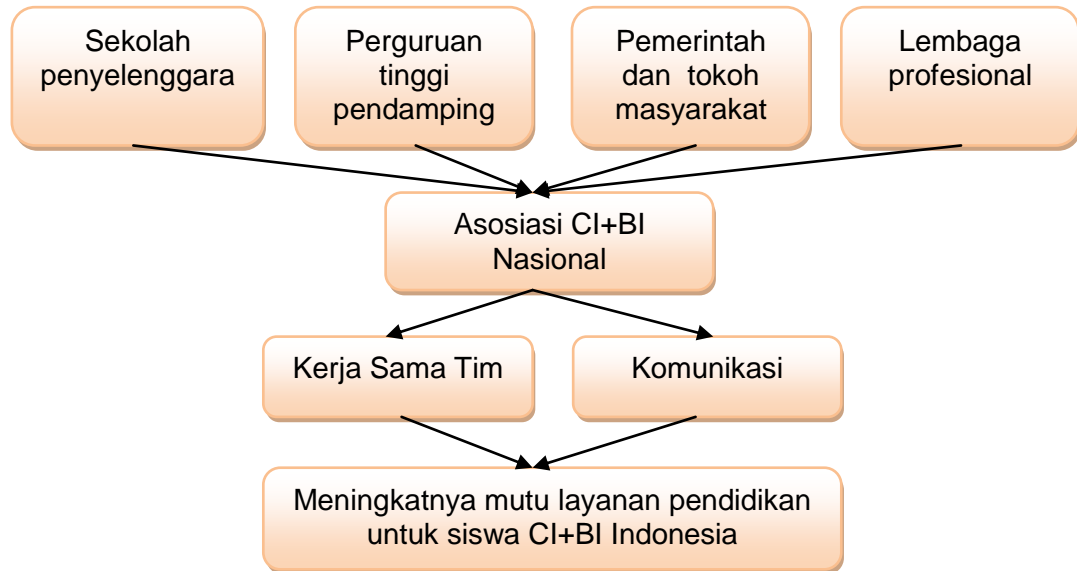 Sekolah
penyelenggara
Perguruan
tinggi
pendamping
Pemerintah
dan tokoh
masyarakat
Lembaga
profesional
Asosiasi CI+BI
Nasional
Kerja Sama Tim
Komunikasi
Meningkatnya mutu layanan pendidikan
untuk siswa CI+BI Indonesia